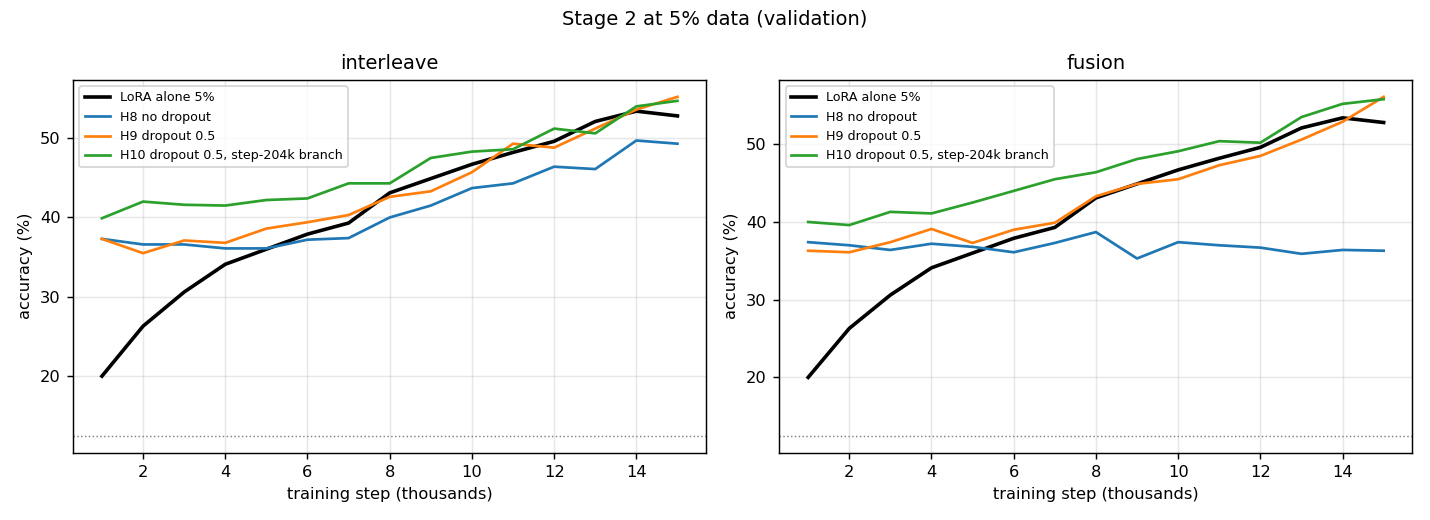 Stage 2 at 5% data (validation)
interleave
LoRA alone 5%
H8 no dropout
H9 dropout 0.5
H10 dropout 0.5, step-204k branch
accuracy (%)
50
40
30
20
2 4 6 8 10 12 14
training step (thousands)
fusion
LoRA alone 5%
H8 no dropout
H9 dropout 0.5
H10 dropout 0.5, step-204k branch
accuracy (%)
50
40
30
20
2 4 6 8 10 12 14
training step (thousands)